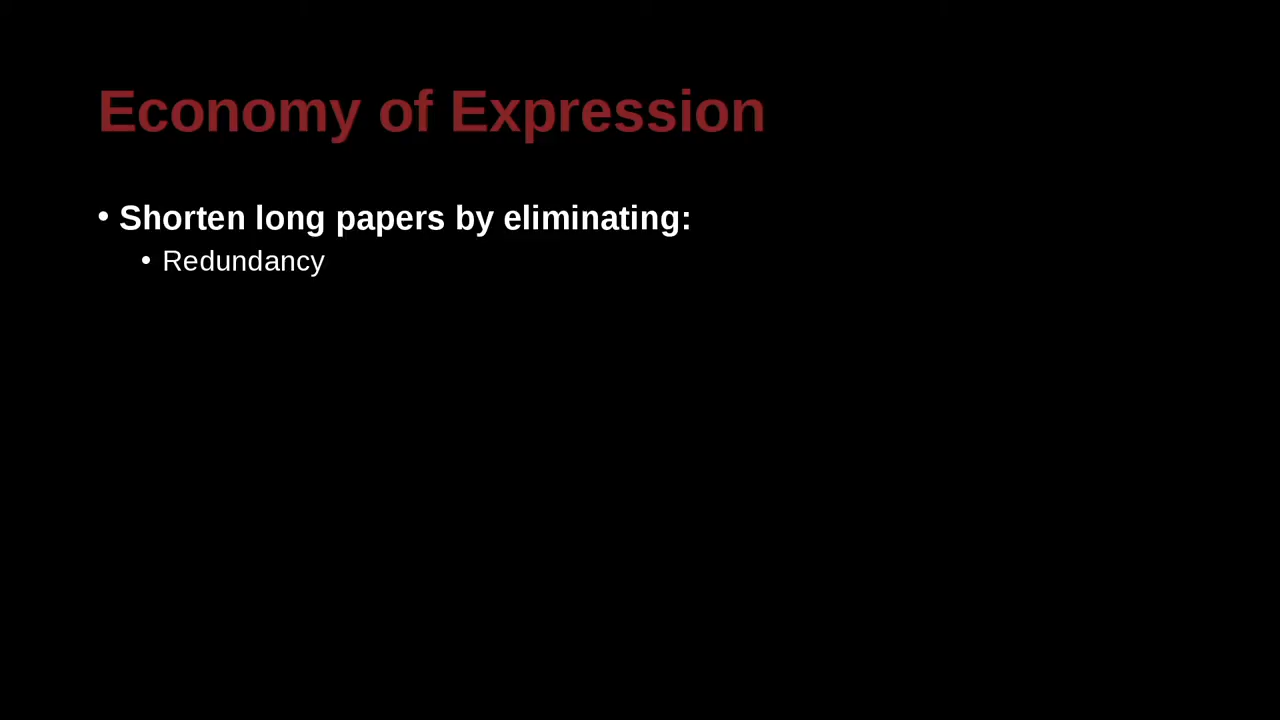 Economy of Expression
• Shorten long papers by eliminating:
• Redundancy